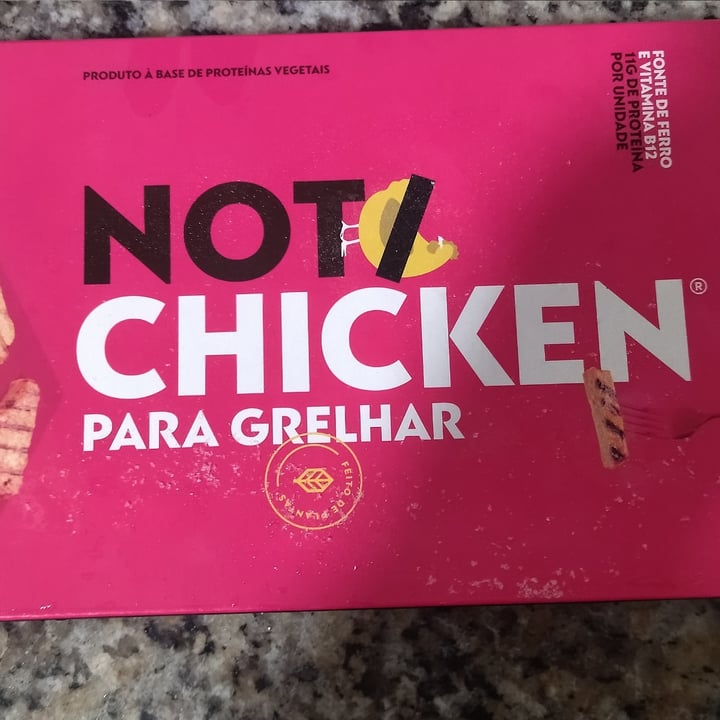 PRODUTO À BASE DE PROTEÍNAS VEGETAIS
FONTE DE FERRO
E VITAMINA B12
11G DE PROTEÍNA
POR UNIDADE
NOT/
CHICKEN®
PARA GRELHAR
FEITO DE PLANTAS